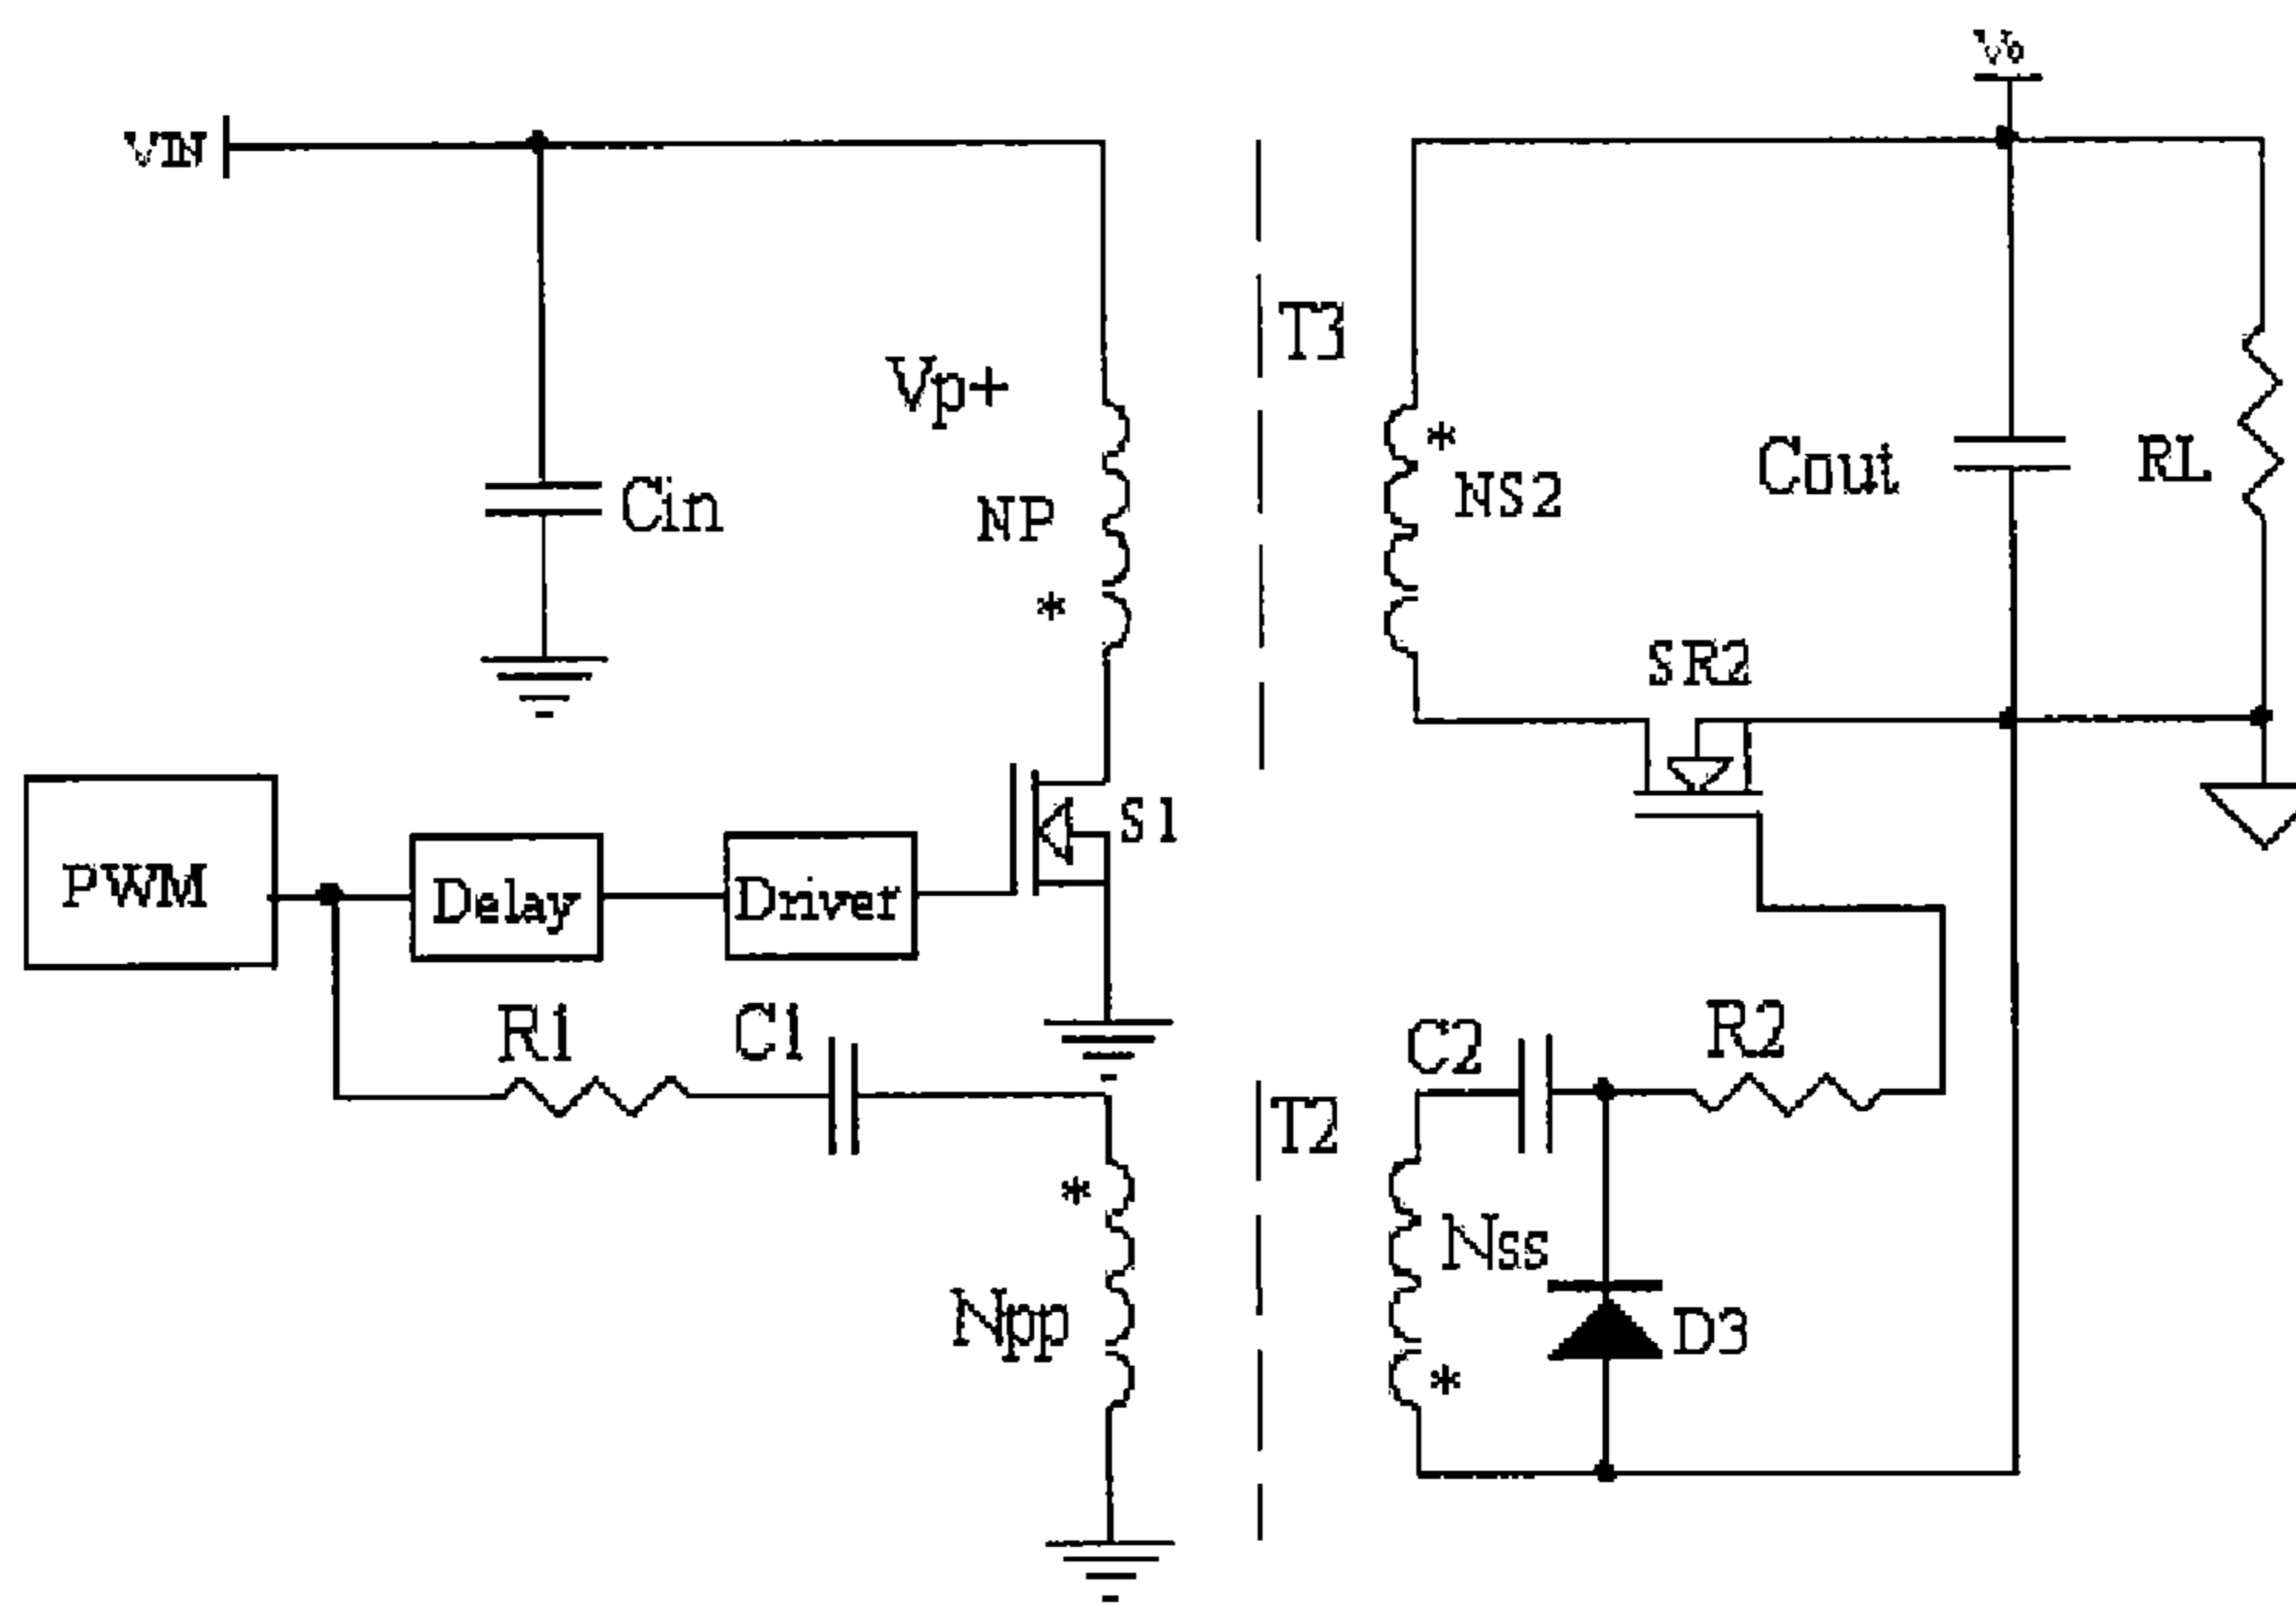 Vo
VIN
T3
Vp+
*
NS2
Cout
RL
Cin
NP
*
SR2
S1
PWM
Delay
Driver
R1
C1
C2
R2
T2
*
Nss
Npp
D3
*